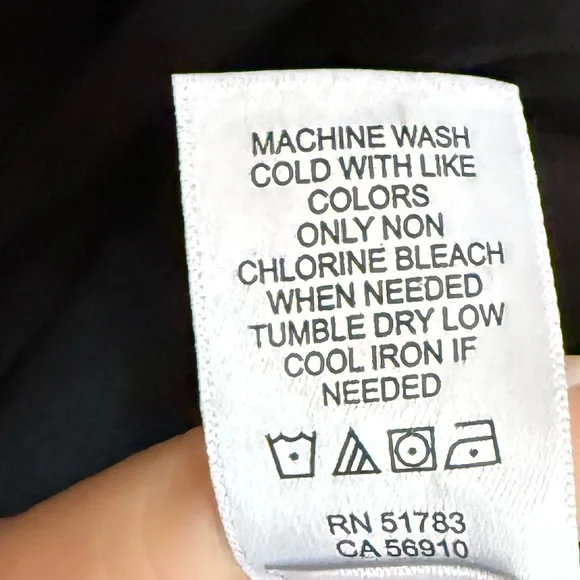 MACHINE WASH
COLD WITH LIKE
COLORS
ONLY NON
CHLORINE BLEACH
WHEN NEEDED
TUMBLE DRY LOW
COOL IRON IF
NEEDED
RN 51783
CA 56910